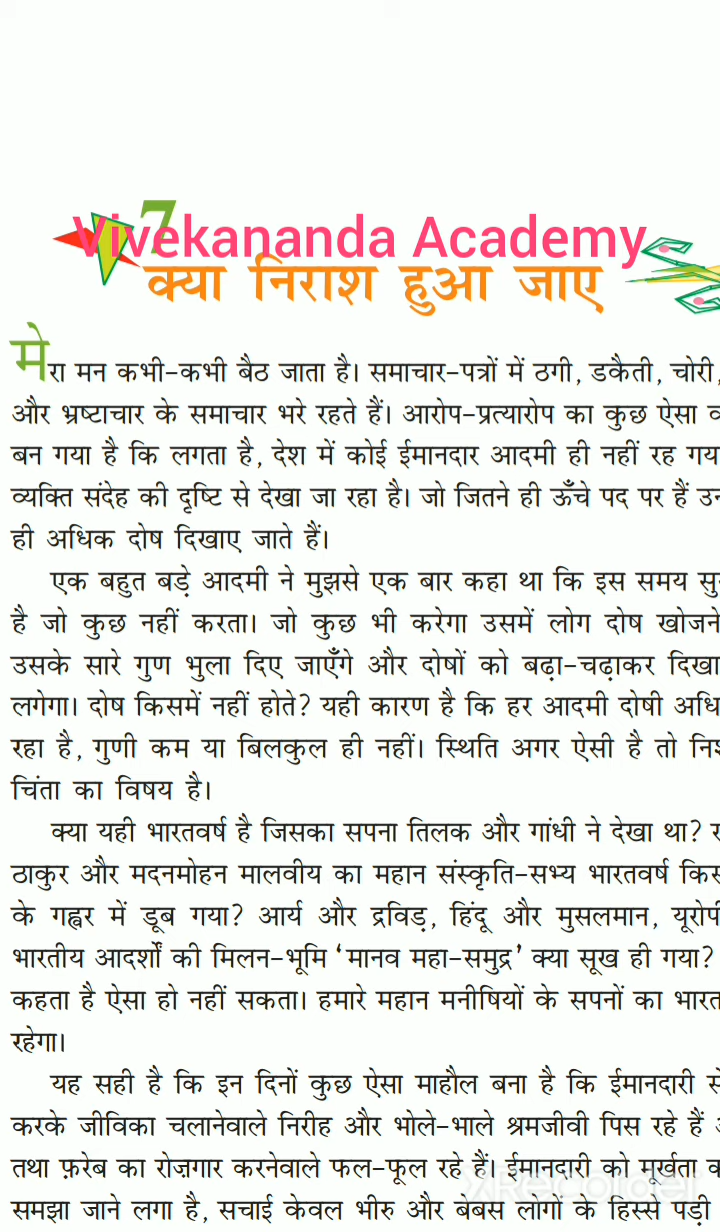 7
Vivekananda Academy
क्या निराश हुआ जाए
मेरा मन कभी-कभी बैठ जाता है। समाचार-पत्रों में ठगी, डकैती, चोरी,
और भ्रष्टाचार के समाचार भरे रहते हैं। आरोप-प्रत्यारोप का कुछ ऐसा
बन गया है कि लगता है, देश में कोई ईमानदार आदमी ही नहीं रह
व्यक्ति संदेह की दृष्टि से देखा जा रहा है। जो जितने ही ऊँचे पद पर हैं
ही अधिक दोष दिखाए जाते हैं।
एक बहुत बड़े आदमी ने मुझसे एक बार कहा था कि इस समय
है जो कुछ नहीं करता। जो कुछ भी करेगा उसमें लोग दोष खोजने
उसके सारे गुण भुला दिए जाएँगे और दोषों को बढ़ा-चढ़ाकर
लगेगा। दोष किसमें नहीं होते? यही कारण है कि हर आदमी दोषी
रहा है, गुणी कम या बिलकुल ही नहीं। स्थिति अगर ऐसी है तो
चिंता का विषय है।
क्या यही भारतवर्ष है जिसका सपना तिलक और गांधी ने देखा था?
ठाकुर और मदनमोहन मालवीय का महान संस्कृति-सभ्य भारतवर्ष
के गह्वर में डूब गया? आर्य और द्रविड़, हिंदू और मुसलमान,
भारतीय आदर्शों की मिलन-भूमि ‘मानव महा-समुद्र’ क्या सूख ही गया?
कहता है ऐसा हो नहीं सकता। हमारे महान मनीषियों के सपनों का
रहेगा।
यह सही है कि इन दिनों कुछ ऐसा माहौल बना है कि ईमानदारी
करके जीविका चलानेवाले निरीह और भोले-भाले श्रमजीवी पिस रहे हैं
तथा फ़रेब का रोज़गार करनेवाले फल-फूल रहे हैं। ईमानदारी को मूर्खता
समझा जाने लगा है, सचाई केवल भीरु और बेबस लोगों के हिस्से पड़ी
XRecorder